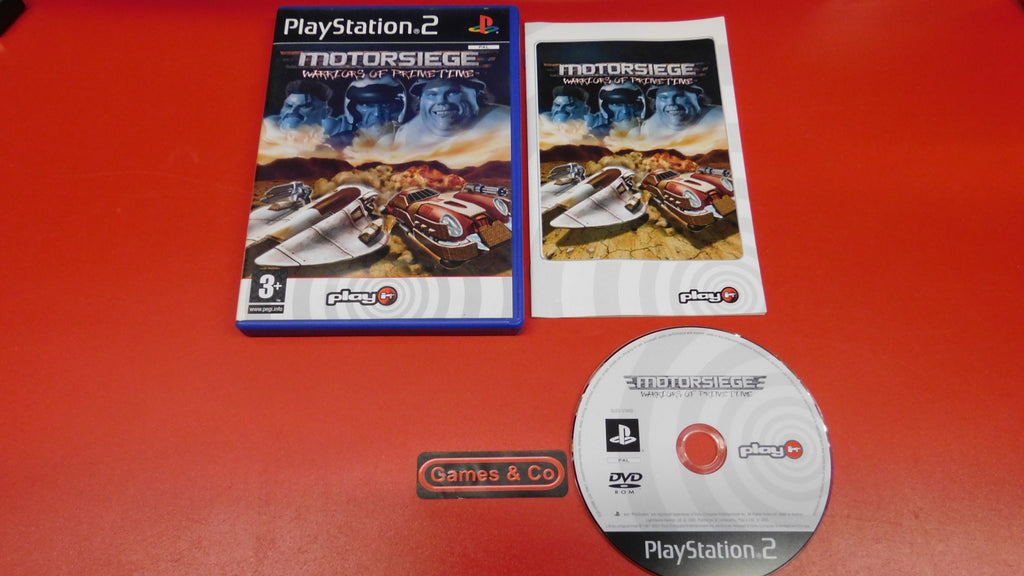 PlayStation®2
PAL
MOTORSIEGE
WARRIORS OF PRIMETIME
3+
www.pegi.info
play it
MOTORSIEGE
WARRIORS OF PRIMETIME
play it
MOTORSIEGE
WARRIORS OF PRIMETIME
PAL
play it
DVD
ROM
PlayStation®2
Games & Co